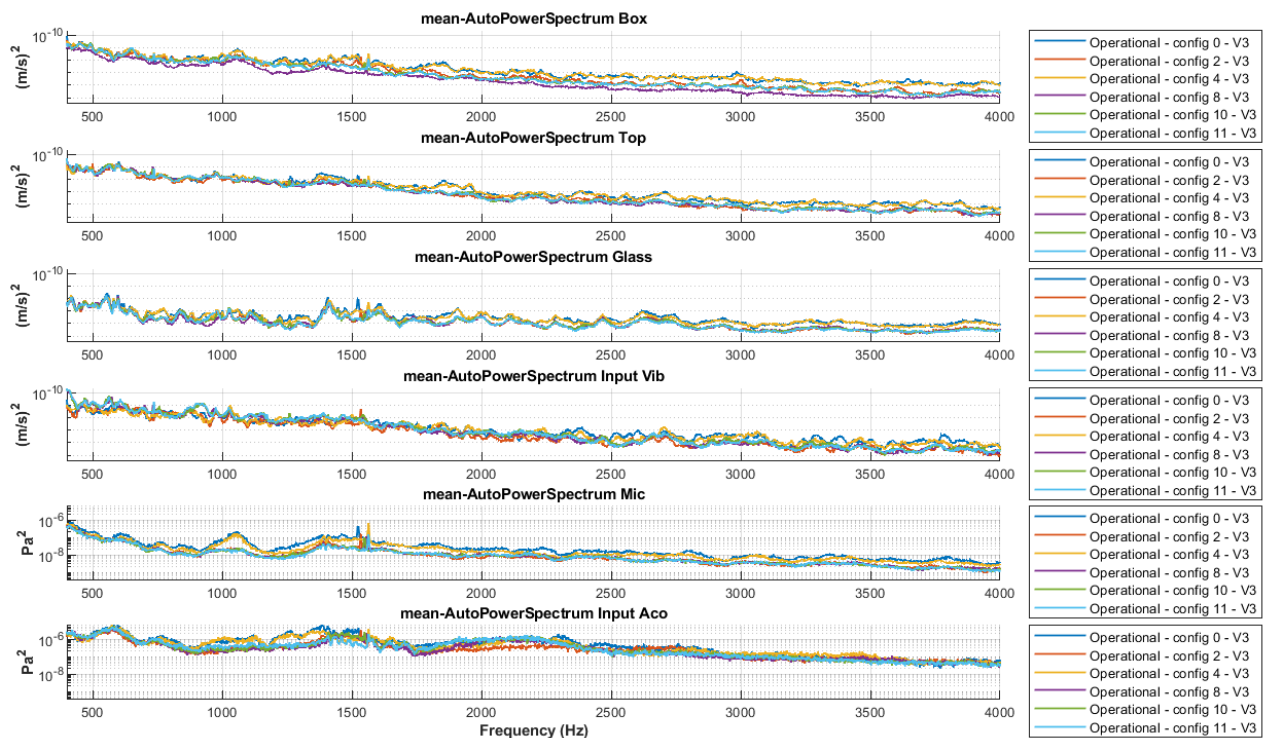 mean-AutoPowerSpectrum Box
10⁻¹⁰
(m/s)²
500 1000 1500 2000 2500 3000 3500 4000
Operational - config 0 - V3
Operational - config 2 - V3
Operational - config 4 - V3
Operational - config 8 - V3
Operational - config 10 - V3
Operational - config 11 - V3
mean-AutoPowerSpectrum Top
10⁻¹⁰
(m/s)²
500 1000 1500 2000 2500 3000 3500 4000
Operational - config 0 - V3
Operational - config 2 - V3
Operational - config 4 - V3
Operational - config 8 - V3
Operational - config 10 - V3
Operational - config 11 - V3
mean-AutoPowerSpectrum Glass
10⁻¹⁰
(m/s)²
500 1000 1500 2000 2500 3000 3500 4000
Operational - config 0 - V3
Operational - config 2 - V3
Operational - config 4 - V3
Operational - config 8 - V3
Operational - config 10 - V3
Operational - config 11 - V3
mean-AutoPowerSpectrum Input Vib
10⁻¹⁰
(m/s)²
500 1000 1500 2000 2500 3000 3500 4000
Operational - config 0 - V3
Operational - config 2 - V3
Operational - config 4 - V3
Operational - config 8 - V3
Operational - config 10 - V3
Operational - config 11 - V3
mean-AutoPowerSpectrum Mic
10⁻⁶
10⁻⁸
Pa²
500 1000 1500 2000 2500 3000 3500 4000
Operational - config 0 - V3
Operational - config 2 - V3
Operational - config 4 - V3
Operational - config 8 - V3
Operational - config 10 - V3
Operational - config 11 - V3
mean-AutoPowerSpectrum Input Aco
10⁻⁶
10⁻⁸
Pa²
500 1000 1500 2000 2500 3000 3500 4000
Frequency (Hz)
Operational - config 0 - V3
Operational - config 2 - V3
Operational - config 4 - V3
Operational - config 8 - V3
Operational - config 10 - V3
Operational - config 11 - V3